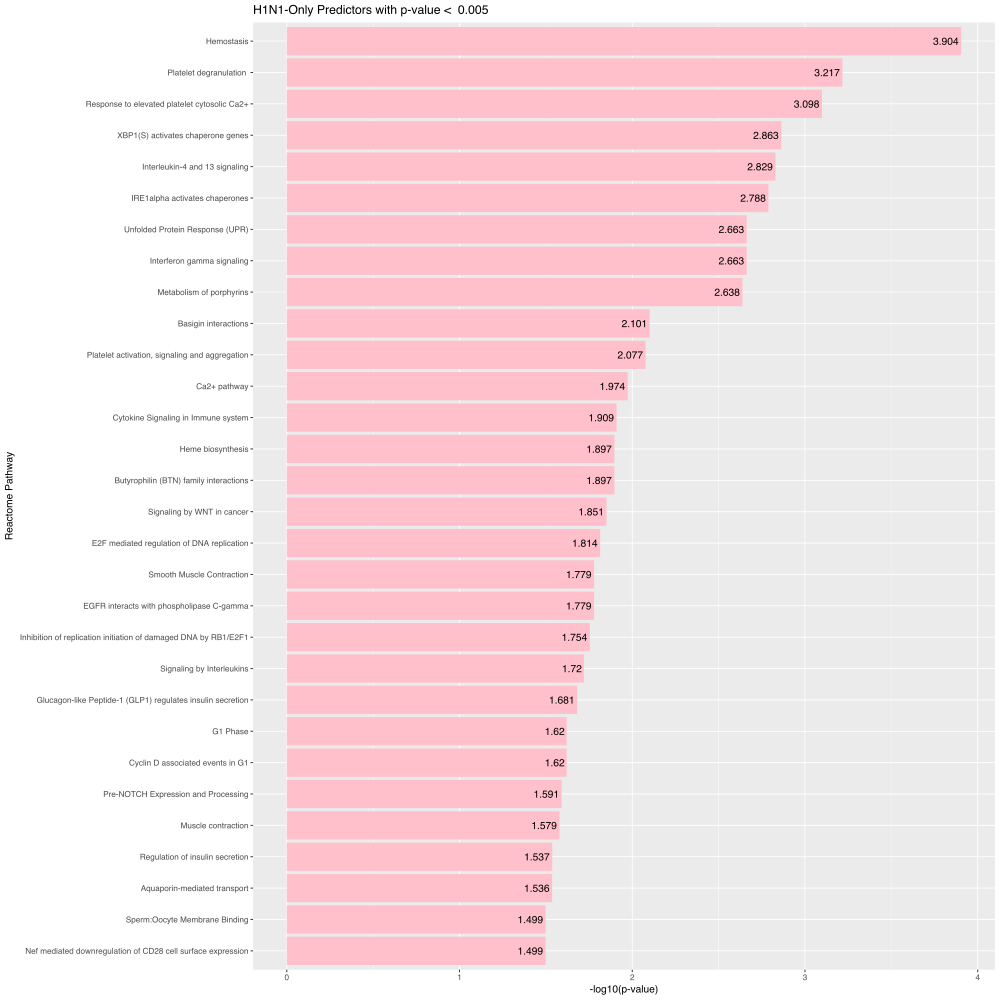 H1N1-Only Predictors with p-value <  0.005
Reactome Pathway
Hemostasis 3.904
Platelet degranulation 3.217
Response to elevated platelet cytosolic Ca2+ 3.098
XBP1(S) activates chaperone genes 2.863
Interleukin-4 and 13 signaling 2.829
IRE1alpha activates chaperones 2.788
Unfolded Protein Response (UPR) 2.663
Interferon gamma signaling 2.663
Metabolism of porphyrins 2.638
Basigin interactions 2.101
Platelet activation, signaling and aggregation 2.077
Ca2+ pathway 1.974
Cytokine Signaling in Immune system 1.909
Heme biosynthesis 1.897
Butyrophilin (BTN) family interactions 1.897
Signaling by WNT in cancer 1.851
E2F mediated regulation of DNA replication 1.814
Smooth Muscle Contraction 1.779
EGFR interacts with phospholipase C-gamma 1.779
Inhibition of replication initiation of damaged DNA by RB1/E2F1 1.754
Signaling by Interleukins 1.72
Glucagon-like Peptide-1 (GLP1) regulates insulin secretion 1.681
G1 Phase 1.62
Cyclin D associated events in G1 1.62
Pre-NOTCH Expression and Processing 1.591
Muscle contraction 1.579
Regulation of insulin secretion 1.537
Aquaporin-mediated transport 1.536
Sperm:Oocyte Membrane Binding 1.499
Nef mediated downregulation of CD28 cell surface expression 1.499
0 1 2 3 4
-log10(p-value)